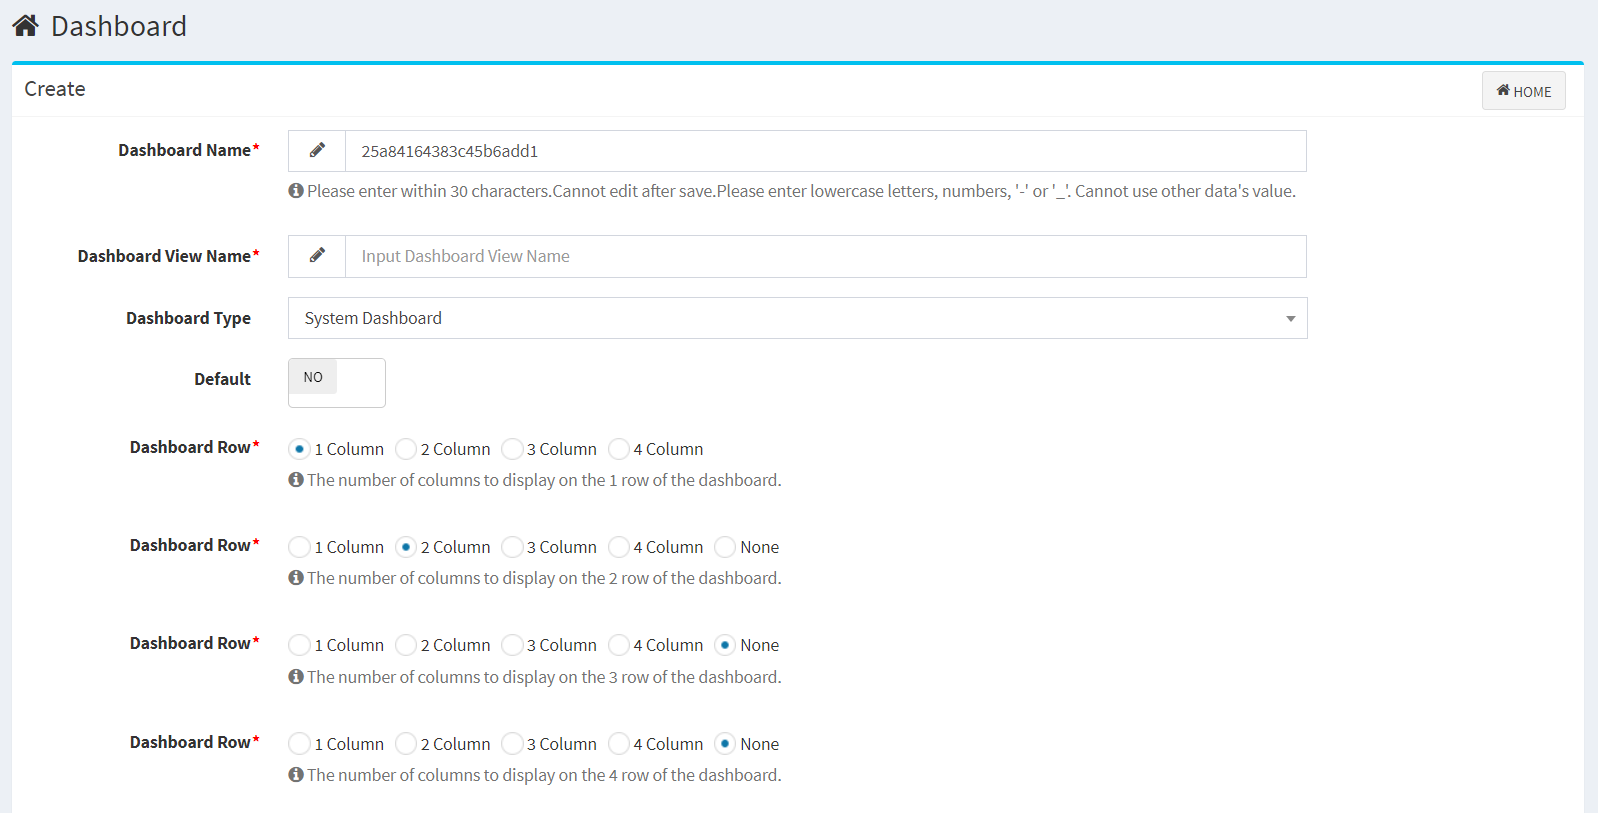 Dashboard
Create
HOME
Dashboard Name*
25a84164383c45b6add1
Please enter within 30 characters.Cannot edit after save.Please enter lowercase letters, numbers, '-' or '_'. Cannot use other data's value.
Dashboard View Name*
Input Dashboard View Name
Dashboard Type
System Dashboard
Default
NO
Dashboard Row*
1 Column 2 Column 3 Column 4 Column
The number of columns to display on the 1 row of the dashboard.
Dashboard Row*
1 Column 2 Column 3 Column 4 Column None
The number of columns to display on the 2 row of the dashboard.
Dashboard Row*
1 Column 2 Column 3 Column 4 Column None
The number of columns to display on the 3 row of the dashboard.
Dashboard Row*
1 Column 2 Column 3 Column 4 Column None
The number of columns to display on the 4 row of the dashboard.